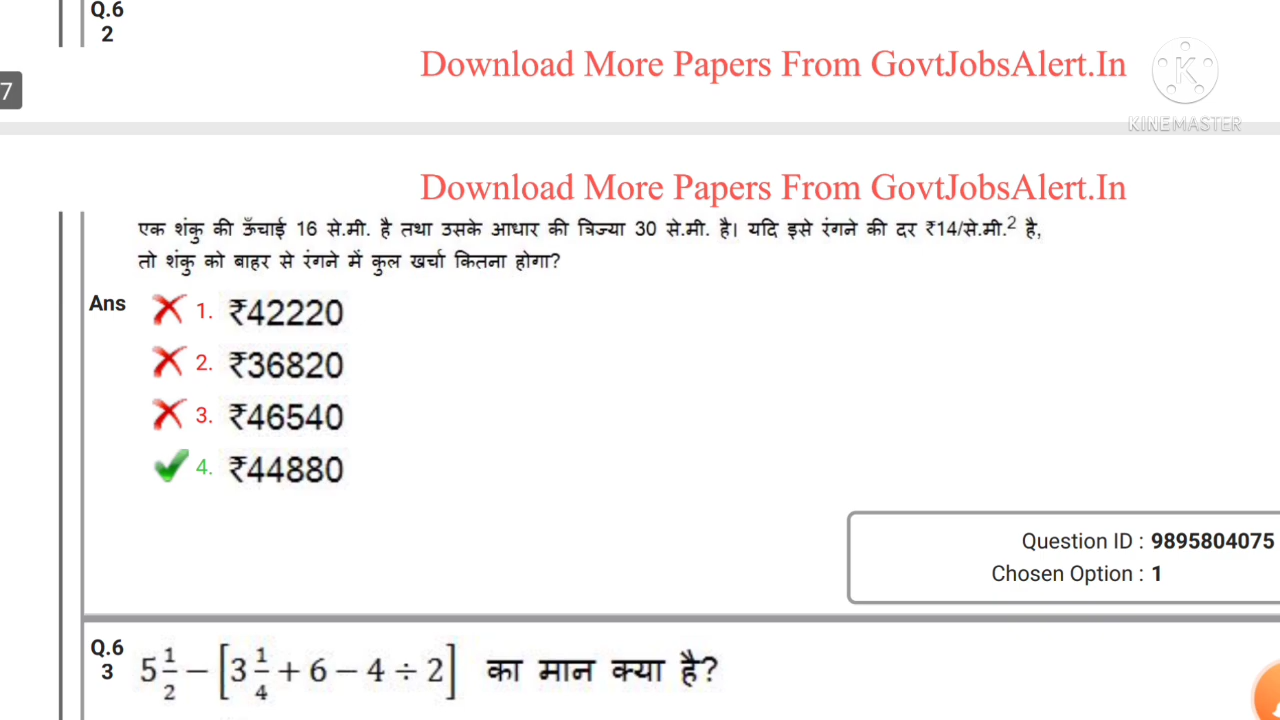 Q.6
2
Download More Papers From GovtJobsAlert.In
K
KINEMASTER
7
Download More Papers From GovtJobsAlert.In
एक शंकु की ऊँचाई 16 से.मी. है तथा उसके आधार की त्रिज्या 30 से.मी. है। यदि इसे रंगने की दर ₹14/से.मी.² है,
तो शंकु को बाहर से रंगने में कुल खर्चा कितना होगा?
Ans
1. ₹42220
2. ₹36820
3. ₹46540
4. ₹44880
Question ID : 9895804075
Chosen Option : 1
Q.6
3
5 1/2 − [3 1/4 + 6 − 4 ÷ 2] का मान क्या है?